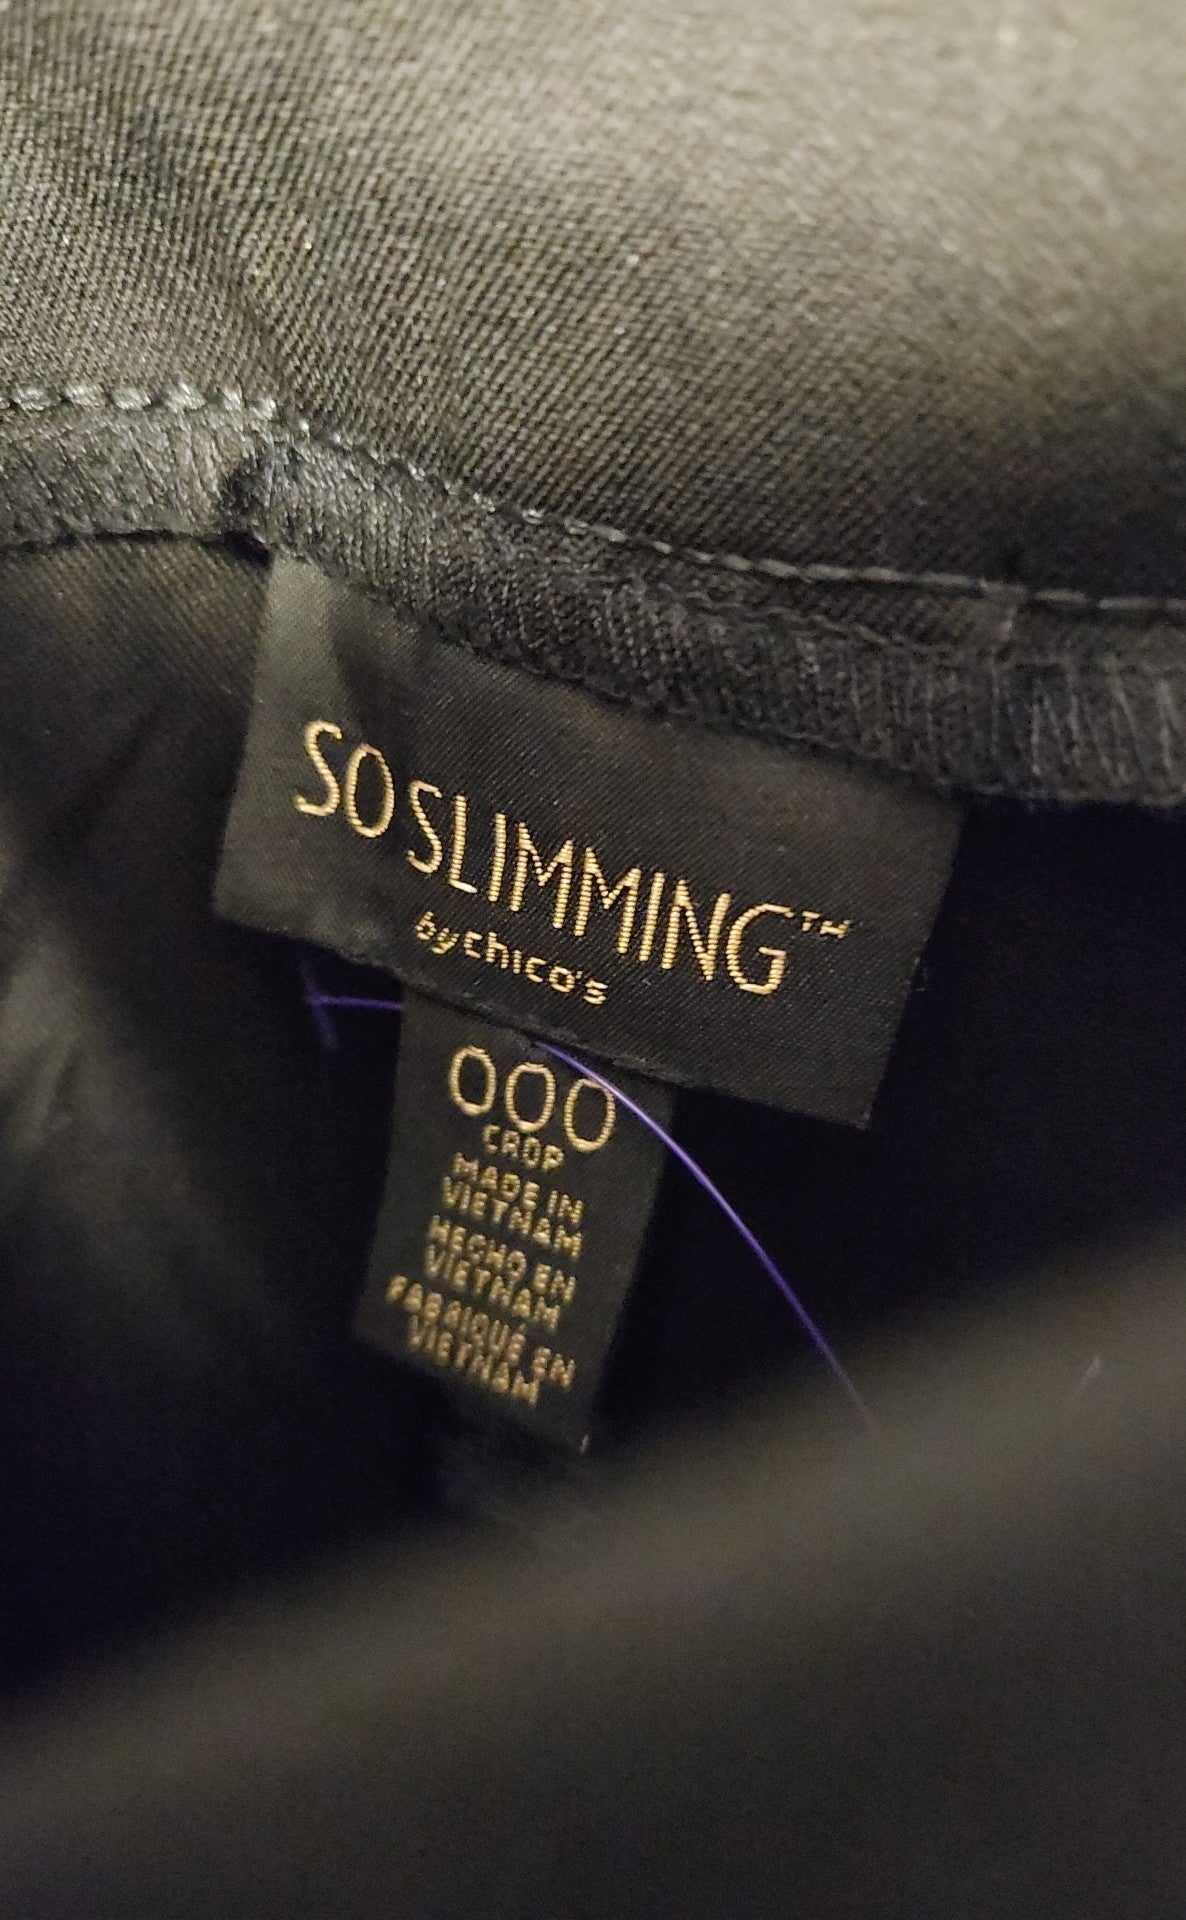 SO SLIMMING™
by chico's
000
CROP
MADE IN
VIETNAM
HECHO EN
VIETNAM
FABRIQUÉ EN
VIETNAM